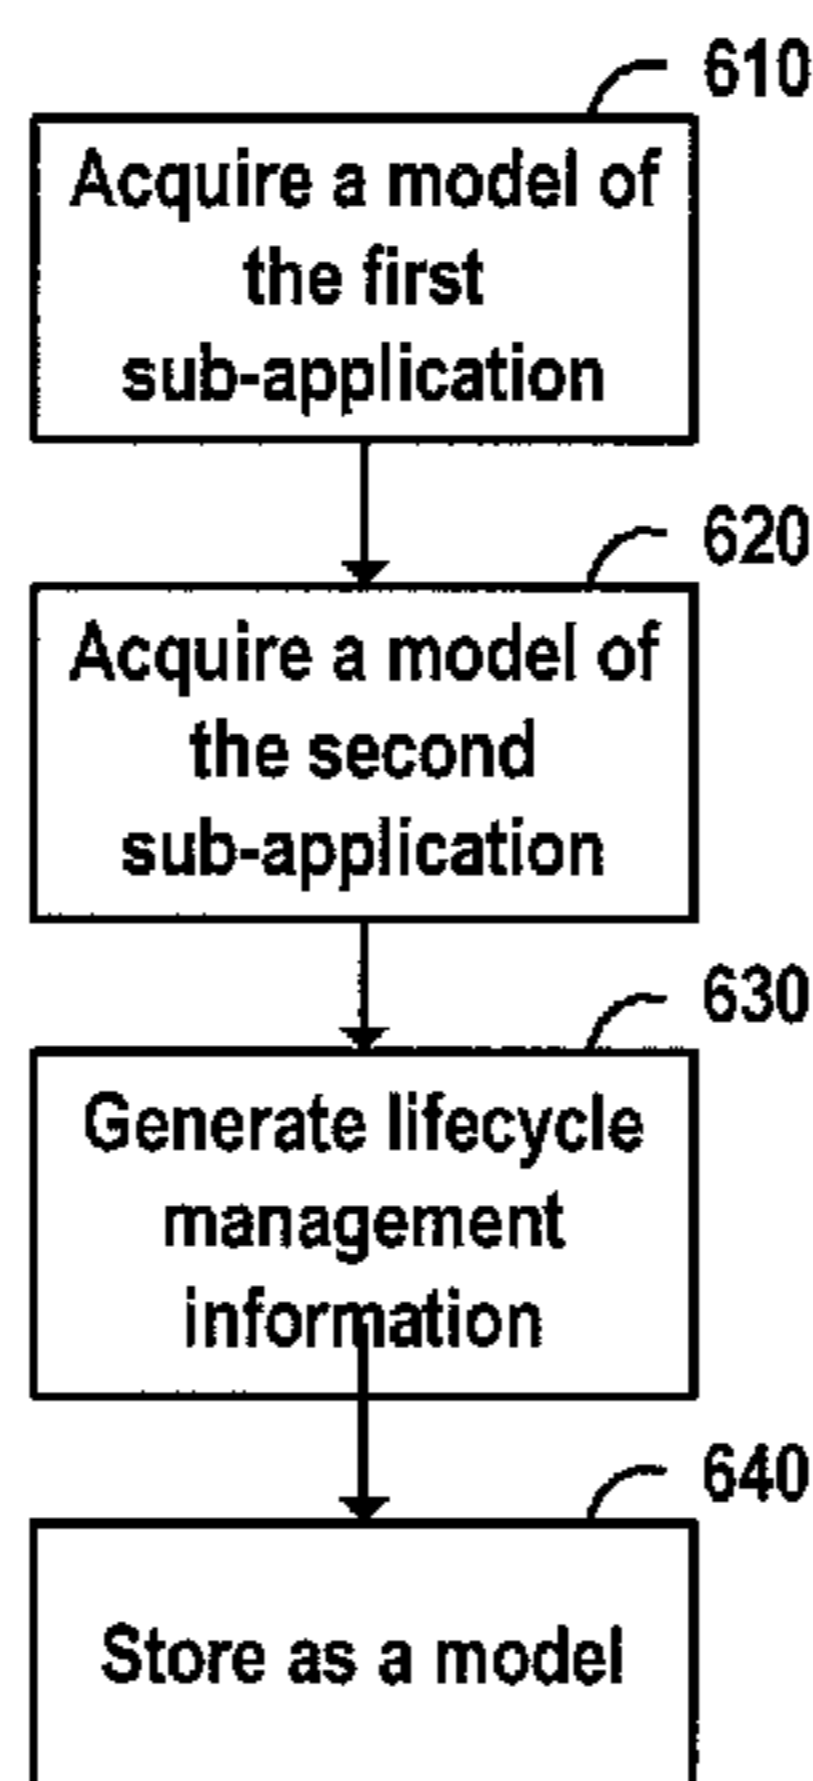 610
Acquire a model of
the first
sub-application
620
Acquire a model of
the second
sub-application
630
Generate lifecycle
management
information
640
Store as a model